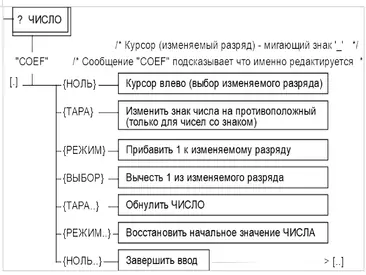 ? ЧИСЛО
/* Курсор (изменяемый разряд) - мигающий знак '_' */
"COEF" /* Сообщение "COEF" подсказывает что именно редактируется *
[.]
{НОЛЬ} Курсор влево (выбор изменяемого разряда)
{ТАРА} Изменить знак числа на противоположный
(только для чисел со знаком)
{РЕЖИМ} Прибавить 1 к изменяемому разряду
{ВЫБОР} Вычесть 1 из изменяемого разряда
{ТАРА..} Обнулить ЧИСЛО
{РЕЖИМ..} Восстановить начальное значение ЧИСЛА
{НОЛЬ..} Завершить ввод > [..]